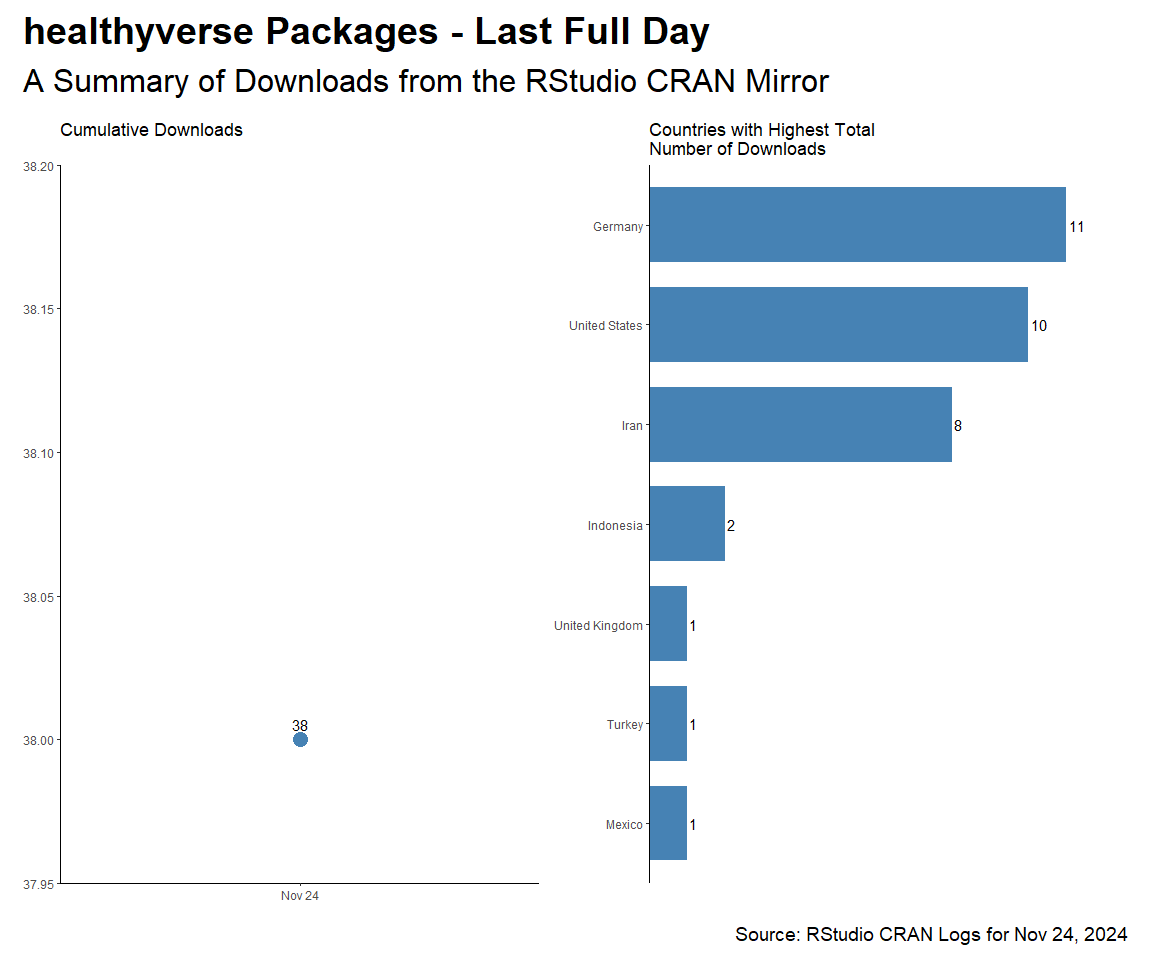 healthyverse Packages - Last Full Day
A Summary of Downloads from the RStudio CRAN Mirror
Cumulative Downloads
38.20
38.15
38.10
38.05
38.00
37.95
38
Nov 24
Countries with Highest Total
Number of Downloads
Germany 11
United States 10
Iran 8
Indonesia 2
United Kingdom 1
Turkey 1
Mexico 1
Source: RStudio CRAN Logs for Nov 24, 2024